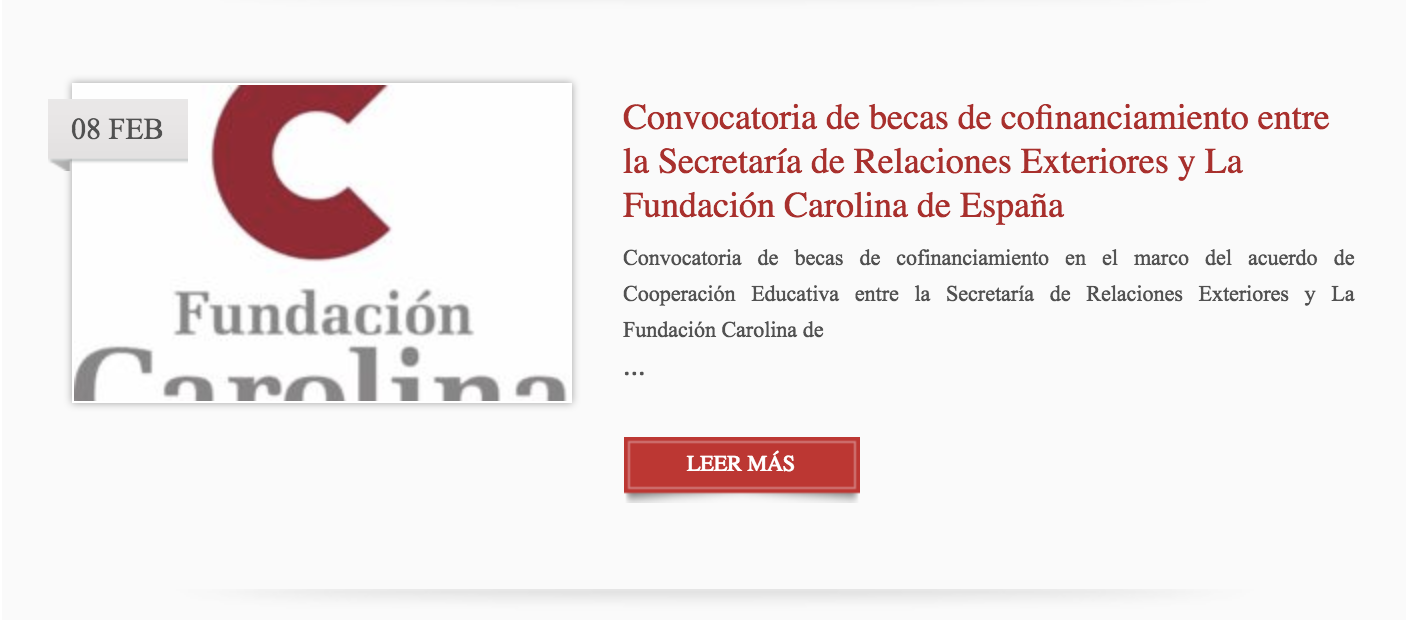 08 FEB
Fundación
Carolina
Convocatoria de becas de cofinanciamiento entre
la Secretaría de Relaciones Exteriores y La
Fundación Carolina de España
Convocatoria de becas de cofinanciamiento en el marco del acuerdo de
Cooperación Educativa entre la Secretaría de Relaciones Exteriores y La
Fundación Carolina de
...
LEER MÁS